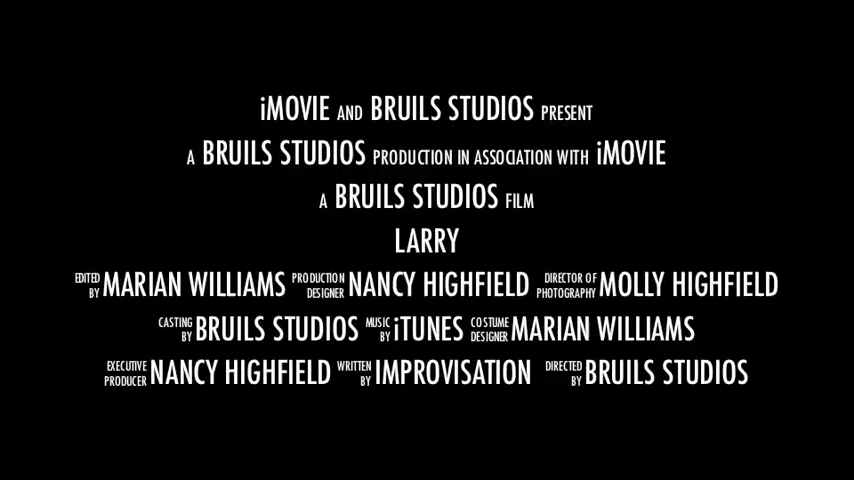 iMOVIE AND BRUILS STUDIOS PRESENT
A BRUILS STUDIOS PRODUCTION IN ASSOCIATION WITH iMOVIE
A BRUILS STUDIOS FILM
LARRY
EDITED BY MARIAN WILLIAMS PRODUCTION DESIGNER NANCY HIGHFIELD DIRECTOR OF PHOTOGRAPHY MOLLY HIGHFIELD
CASTING BY BRUILS STUDIOS MUSIC BY iTUNES COSTUME DESIGNER MARIAN WILLIAMS
EXECUTIVE PRODUCER NANCY HIGHFIELD WRITTEN BY IMPROVISATION DIRECTED BY BRUILS STUDIOS